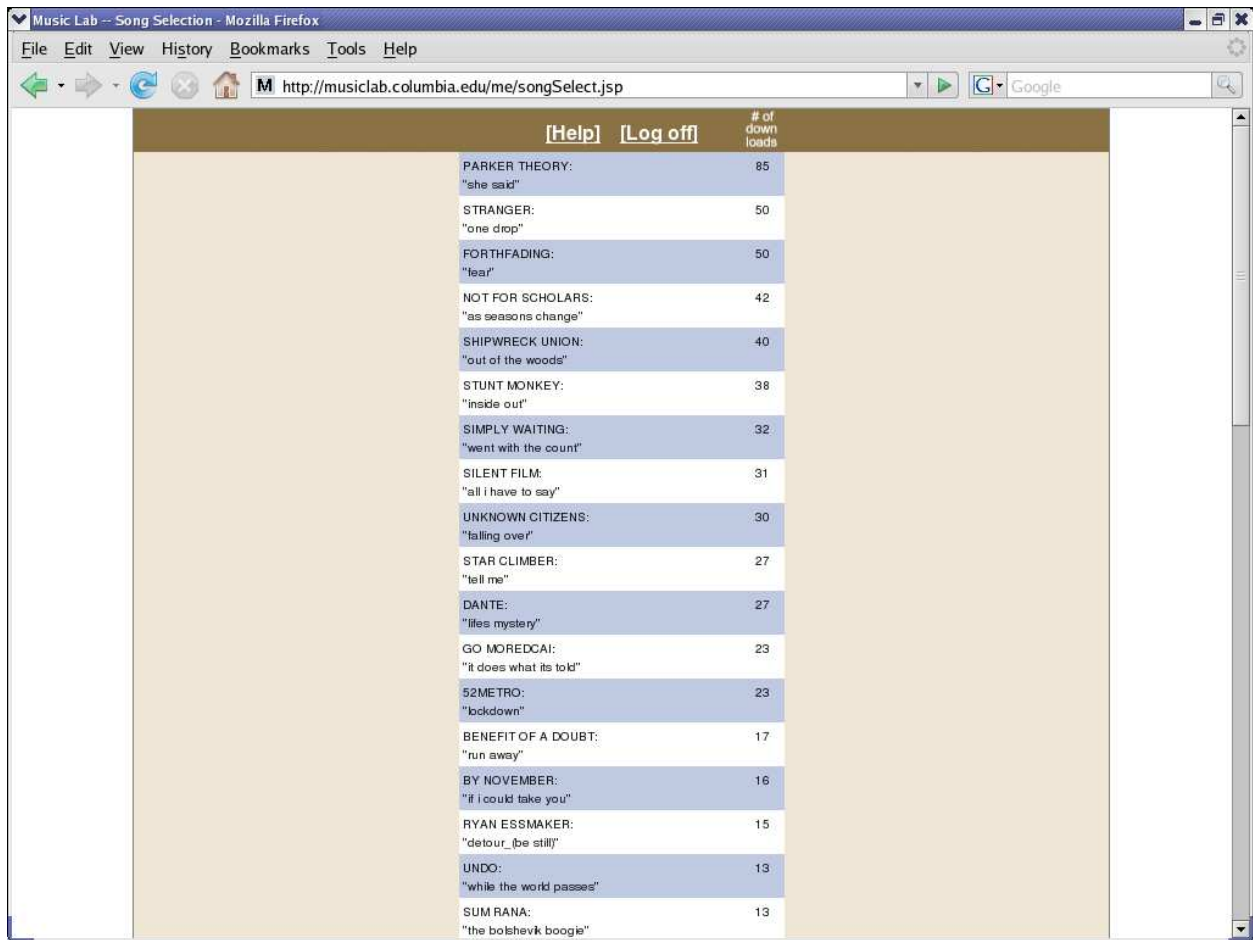 Music Lab -- Song Selection - Mozilla Firefox
File Edit View History Bookmarks Tools Help
M http://musiclab.columbia.edu/me/songSelect.jsp G Google
[Help] [Log off] # of
down
loads
PARKER THEORY: 85
"she said"
STRANGER: 50
"one drop"
FORTHFADING: 50
"fear"
NOT FOR SCHOLARS: 42
"as seasons change"
SHIPWRECK UNION: 40
"out of the woods"
STUNT MONKEY: 38
"inside out"
SIMPLY WAITING: 32
"went with the count"
SILENT FILM: 31
"all i have to say"
UNKNOWN CITIZENS: 30
"falling over"
STAR CLIMBER: 27
"tell me"
DANTE: 27
"lifes mystery"
GO MOREDCAI: 23
"it does what its told"
52METRO: 23
"lockdown"
BENEFIT OF A DOUBT: 17
"run away"
BY NOVEMBER: 16
"if i could take you"
RYAN ESSMAKER: 15
"detour_(be still)"
UNDO: 13
"while the world passes"
SUM RANA: 13
"the bolshevik boogie"